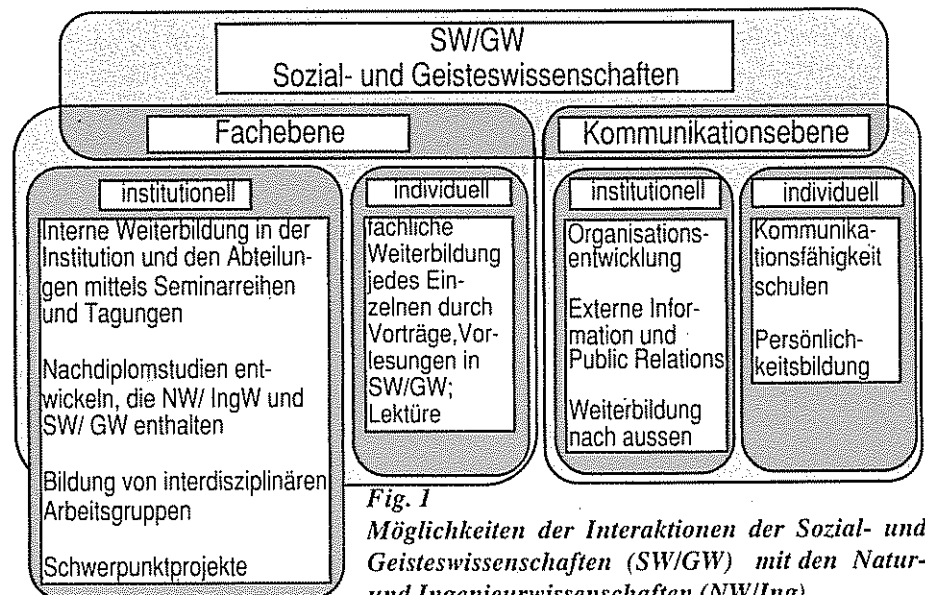 SW/GW
Sozial- und Geisteswissenschaften
Fachebene
institutionell
Interne Weiterbildung in der
Institution und den Abteilun-
gen mittels Seminarreihen
und Tagungen
Nachdiplomstudien ent-
wickeln, die NW/ IngW und
SW/ GW enthalten
Bildung von interdisziplinären
Arbeitsgruppen
Schwerpunktprojekte
individuell
fachliche
Weiterbildung
jedes Ein-
zelnen durch
Vorträge,Vor-
lesungen in
SW/GW;
Lektüre
Kommunikationsebene
institutionell
Organisations-
entwicklung
Externe Infor-
mation und
Public Relations
Weiterbildung
nach aussen
individuell
Kommunika-
tionsfähigkeit
schulen
Persönlich-
keitsbildung
Fig. 1
Möglichkeiten der Interaktionen der Sozial- und
Geisteswissenschaften (SW/GW) mit den Natur-
und Ingenieurwissenschaften (NW/Ing)